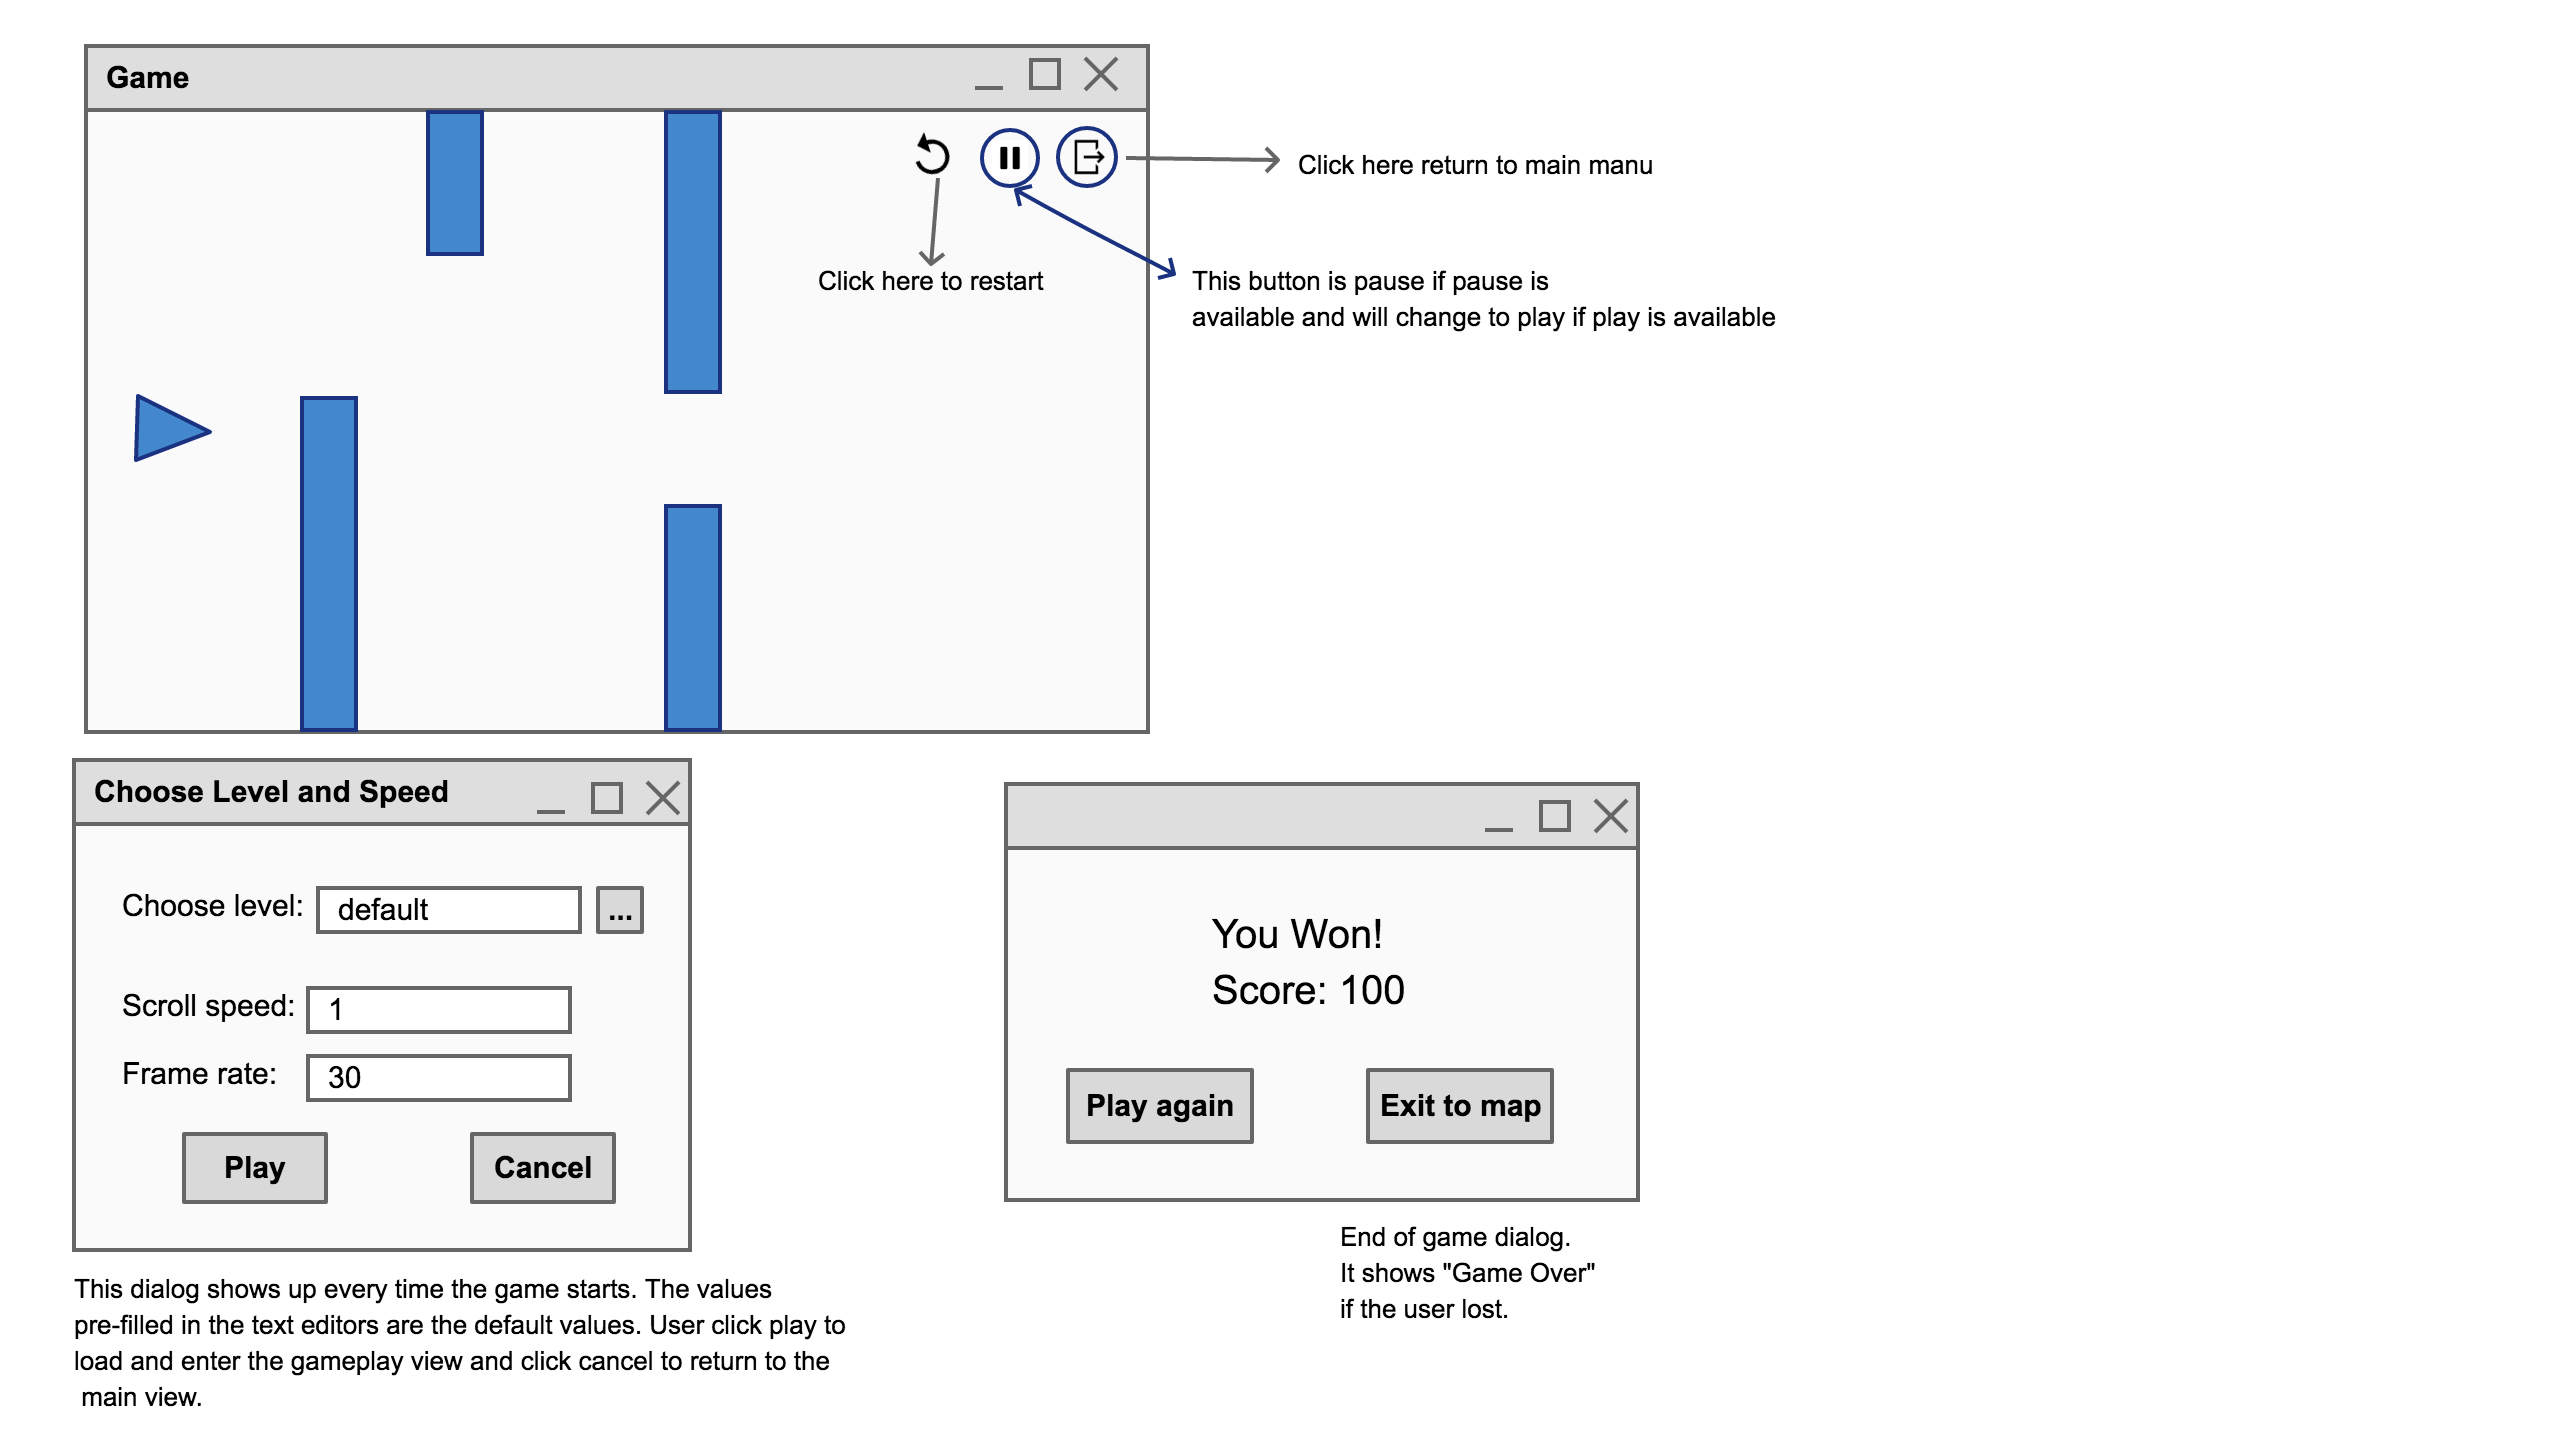 Game
Click here return to main manu
Click here to restart
This button is pause if pause is
available and will change to play if play is available
Choose Level and Speed
Choose level:
default
...
Scroll speed:
1
Frame rate:
30
Play
Cancel
This dialog shows up every time the game starts. The values
pre-filled in the text editors are the default values. User click play to
load and enter the gameplay view and click cancel to return to the
main view.
You Won!
Score: 100
Play again
Exit to map
End of game dialog.
It shows "Game Over"
if the user lost.